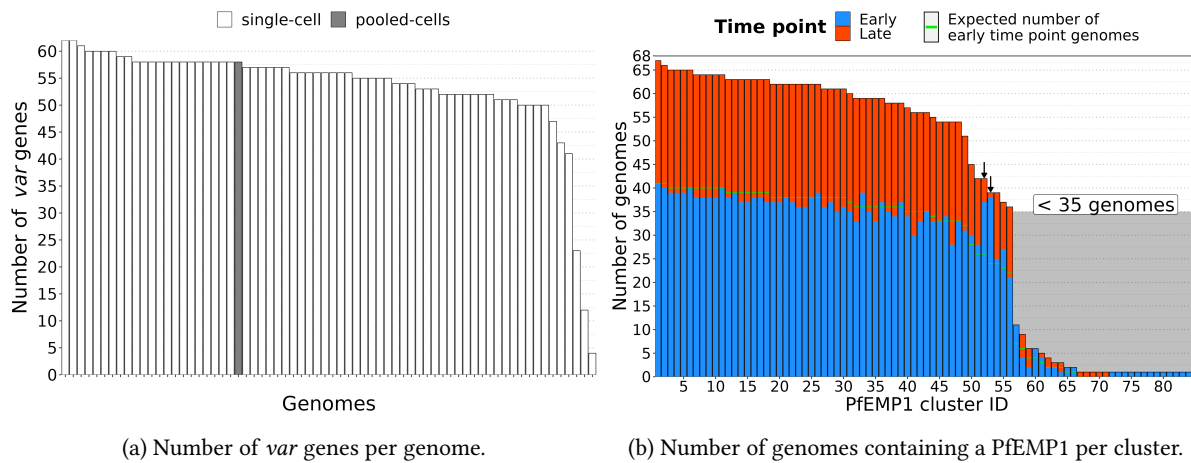 single-cell pooled-cells
60
55
50
45
40
35
30
25
20
15
10
5
0
Number of var genes
Genomes
(a) Number of var genes per genome.
Time point
Early
Late
Expected number of
early time point genomes
68
65
60
55
50
45
40
35
30
25
20
15
10
5
0
Number of genomes
< 35 genomes
5 10 15 20 25 30 35 40 45 50 55 60 65 70 75 80
PfEMP1 cluster ID
(b) Number of genomes containing a PfEMP1 per cluster.